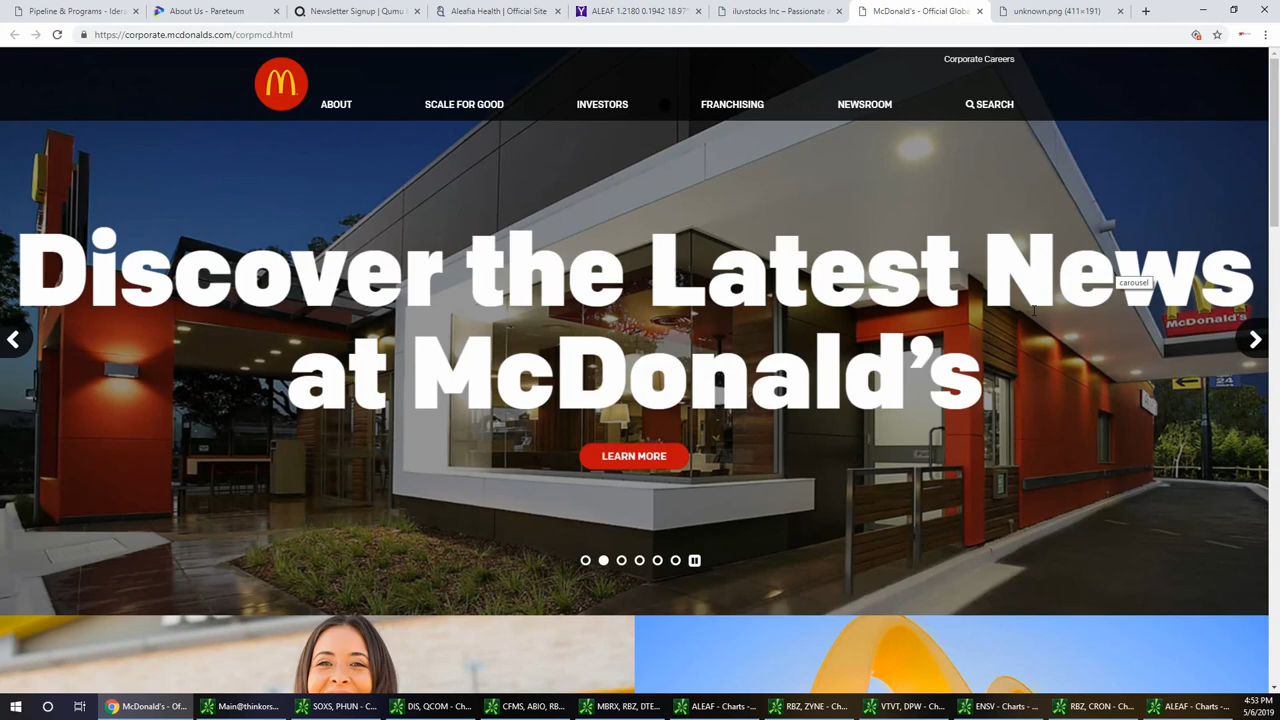 Pipeline & Programs - Iders
About Us - Pareteum
Newsletter Signup | Qumu
Aleafia Health | Official Site
ALEAF 1.2180 0.1942 18.97%
iluvstocks Inc – Passionate
McDonald's - Official Globa
unknown.png (411×191)
https://corporate.mcdonalds.com/corpmcd.html
Corporate Careers
ABOUT
SCALE FOR GOOD
INVESTORS
FRANCHISING
NEWSROOM
SEARCH
Discover the Latest News
at McDonald's
carousel
McDonald's
24
LEARN MORE
McDonald's - Of...
Main@thinkors...
SOXS, PHUN - C...
DIS, QCOM - Ch...
CFMS, ABIO, RB...
MBRX, RBZ, DTE...
ALEAF - Charts -...
RBZ, ZYNE - Char...
VTVT, DPW - Ch...
ENSV - Charts - ...
RBZ, CRON - Ch...
ALEAF - Charts -...
4:53 PM
5/6/2019